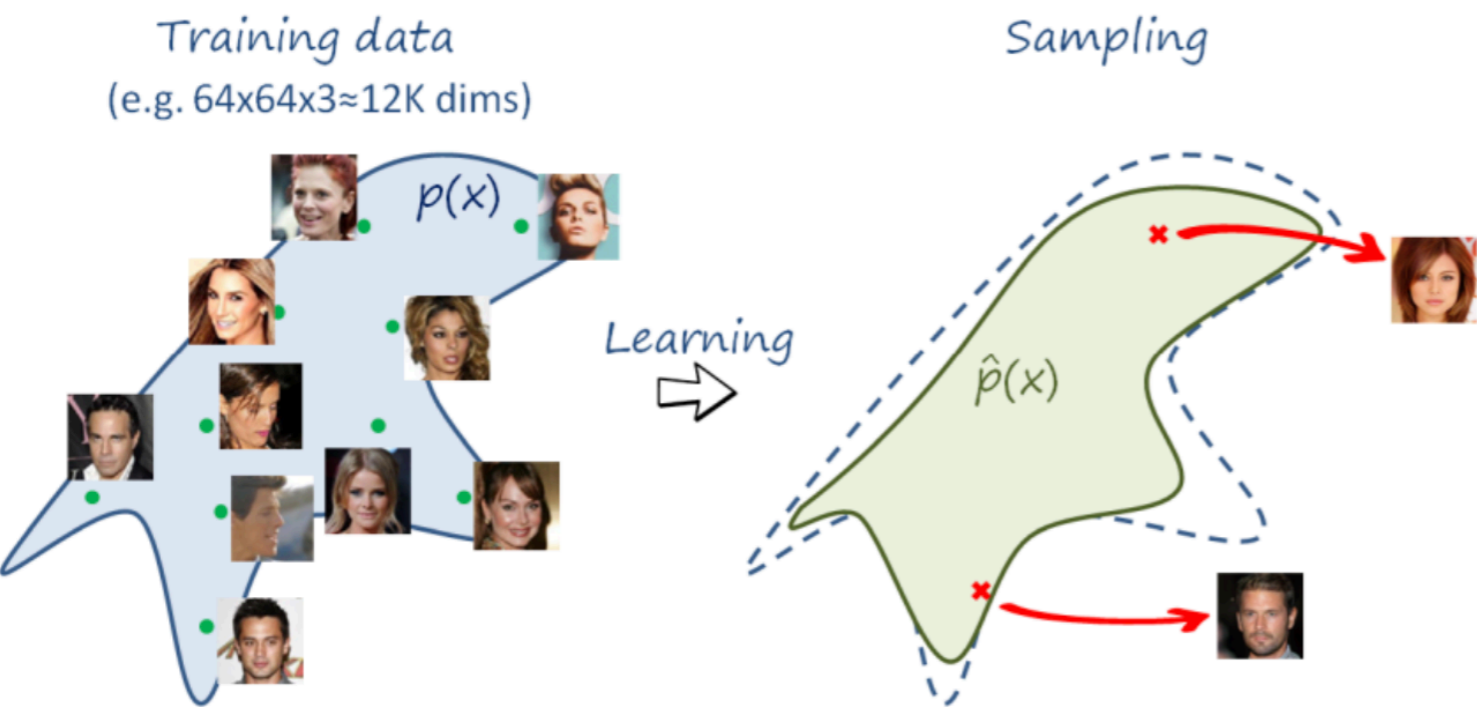 Training data
(e.g. 64x64x3≈12K dims)
p(x)
Learning
Sampling
p̂(x)